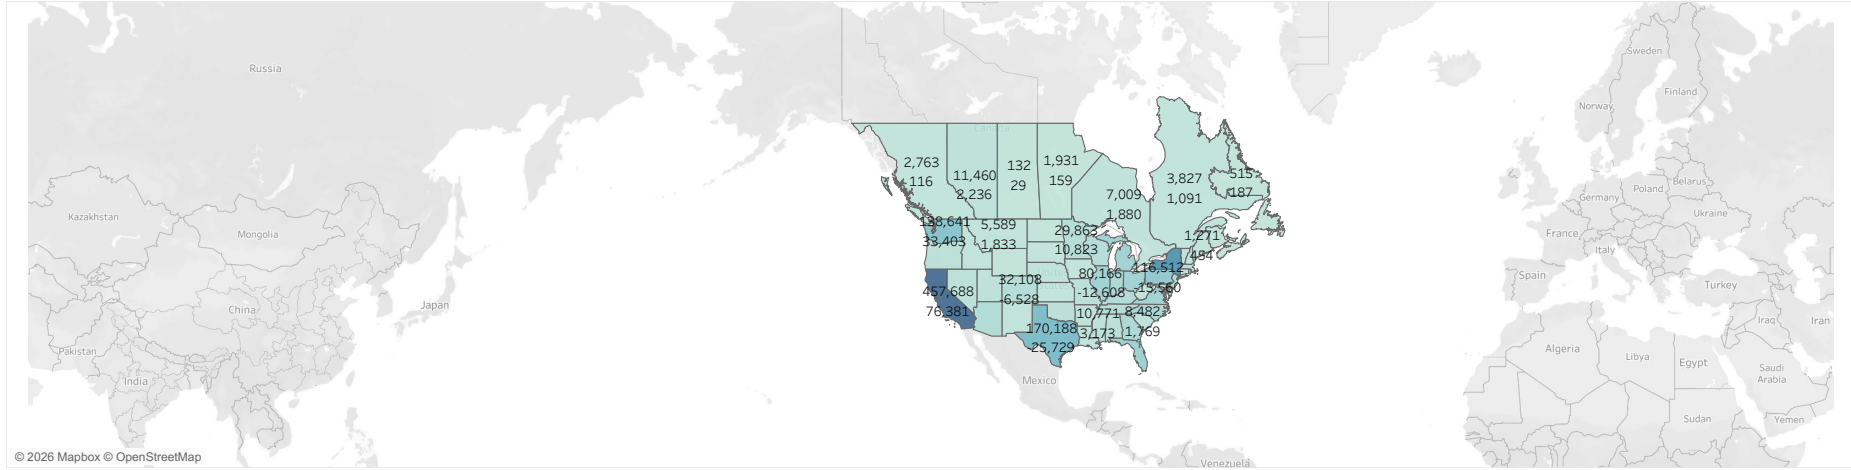 Russia
Sweden
Finland
Norway
Canada
2,763
116
11,460
2,236
132
29
1,931
159
7,009
1,880
3,827
1,091
515
187
Belarus
Poland
Germany
Ukraine
Kazakhstan
Mongolia
138,641
33,403
5,589
1,833
29,863
10,823
1,271
454
France
Italy
116,512
-15,560
80,166
-12,608
Spain
Turkey
32,108
-6,528
457,688
76,381
Japan
China
10,771
3,173
8,482
1,769
170,188
-25,729
Iraq
Iran
Pakistan
Algeria
Libya
Egypt
Saudi
Arabia
India
Mexico
Sudan
Yemen
© 2026 Mapbox © OpenStreetMap
Venezuela